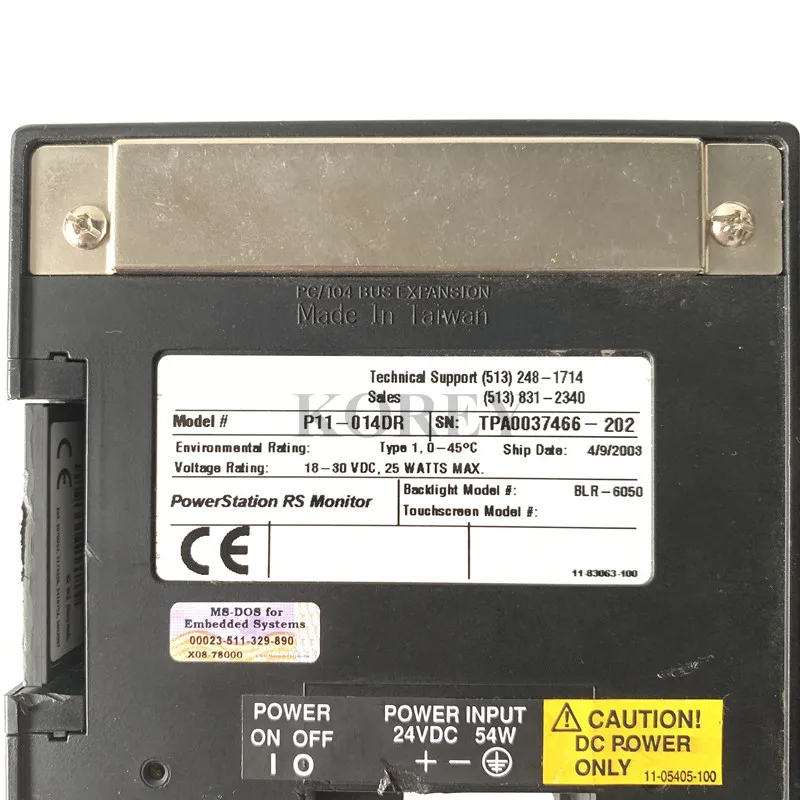 PC/104 BUS EXPANSION
Made In Taiwan
Technical Support (513) 248-1714
Sales (513) 831-2340
KOREY
Model # P11-014DR SN: TPA0037466-202
Environmental Rating: Type 1, 0-45°C Ship Date: 4/9/2003
Voltage Rating: 18-30 VDC, 25 WATTS MAX.
PowerStation RS Monitor
Backlight Model #: BLR-6050
Touchscreen Model #:
CE
11-83063-100
CE
MS-DOS for
Embedded Systems
00023-511-329-890
X08-78000
POWER
ON OFF
I O
POWER INPUT
24VDC 54W
+ -
CAUTION!
DC POWER
ONLY 11-05405-100